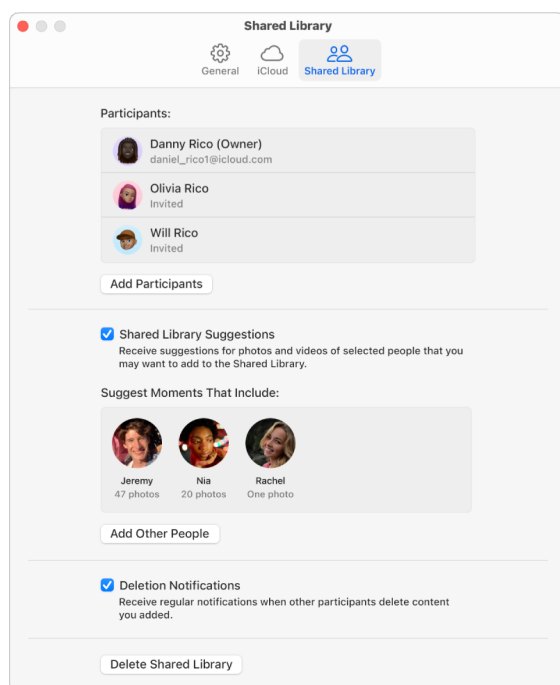 Shared Library
General
iCloud
Shared Library
Participants:
Danny Rico (Owner)
daniel_rico1@icloud.com
Olivia Rico
Invited
Will Rico
Invited
Add Participants
Shared Library Suggestions
Receive suggestions for photos and videos of selected people that you
may want to add to the Shared Library.
Suggest Moments That Include:
Jeremy
47 photos
Nia
20 photos
Rachel
One photo
Add Other People
Deletion Notifications
Receive regular notifications when other participants delete content
you added.
Delete Shared Library